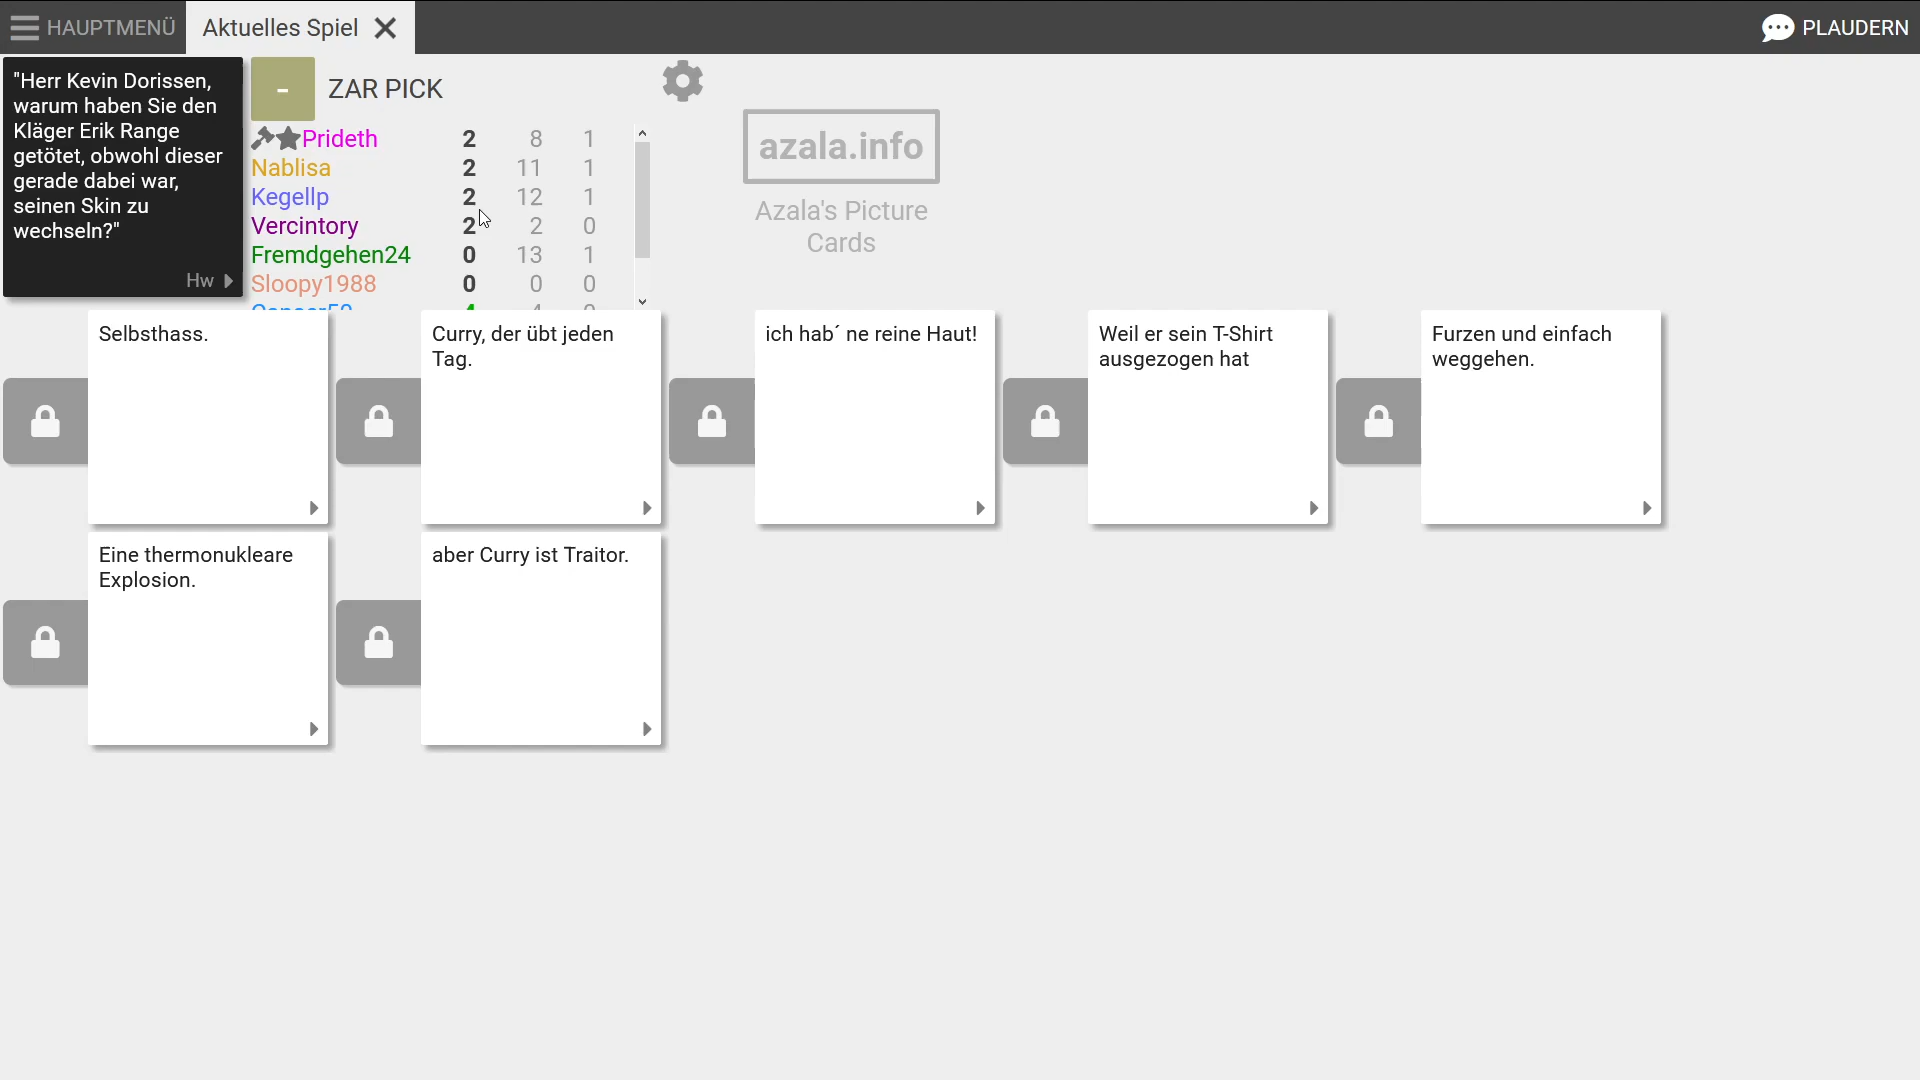 HAUPTMENÜ
Aktuelles Spiel
PLAUDERN
"Herr Kevin Dorissen,
warum haben Sie den
Kläger Erik Range
getötet, obwohl dieser
gerade dabei war,
seinen Skin zu
wechseln?"
Hw
-
ZAR PICK
Prideth 2 8 1
Nablisa 2 11 1
Kegellp 2 12 1
Vercintory 2 2 0
Fremdgehen24 0 13 1
Sloopy1988 0 0 0
azala.info
Azala's Picture
Cards
Selbsthass.
Curry, der übt jeden
Tag.
ich hab´ ne reine Haut!
Weil er sein T-Shirt
ausgezogen hat
Furzen und einfach
weggehen.
Eine thermonukleare
Explosion.
aber Curry ist Traitor.